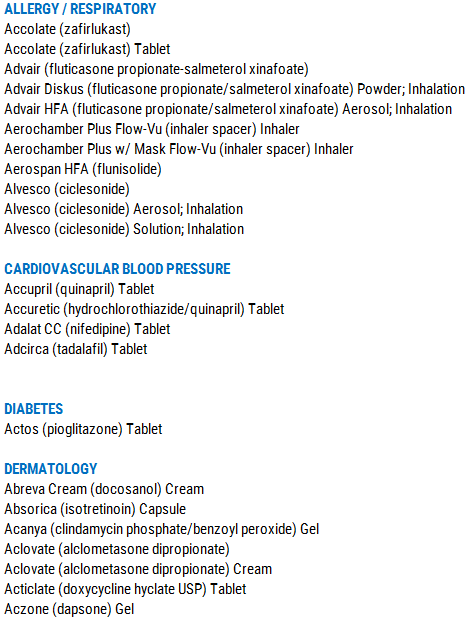 ALLERGY / RESPIRATORY
Accolate (zafirlukast)
Accolate (zafirlukast) Tablet
Advair (fluticasone propionate-salmeterol xinafoate)
Advair Diskus (fluticasone propionate/salmeterol xinafoate) Powder; Inhalation
Advair HFA (fluticasone propionate/salmeterol xinafoate) Aerosol; Inhalation
Aerochamber Plus Flow-Vu (inhaler spacer) Inhaler
Aerochamber Plus w/ Mask Flow-Vu (inhaler spacer) Inhaler
Aerospan HFA (flunisolide)
Alvesco (ciclesonide)
Alvesco (ciclesonide) Aerosol; Inhalation
Alvesco (ciclesonide) Solution; Inhalation
CARDIOVASCULAR BLOOD PRESSURE
Accupril (quinapril) Tablet
Accuretic (hydrochlorothiazide/quinapril) Tablet
Adalat CC (nifedipine) Tablet
Adcirca (tadalafil) Tablet
DIABETES
Actos (pioglitazone) Tablet
DERMATOLOGY
Abreva Cream (docosanol) Cream
Absorica (isotretinoin) Capsule
Acanya (clindamycin phosphate/benzoyl peroxide) Gel
Aclovate (alclometasone dipropionate)
Aclovate (alclometasone dipropionate) Cream
Acticlate (doxycycline hyclate USP) Tablet
Aczone (dapsone) Gel